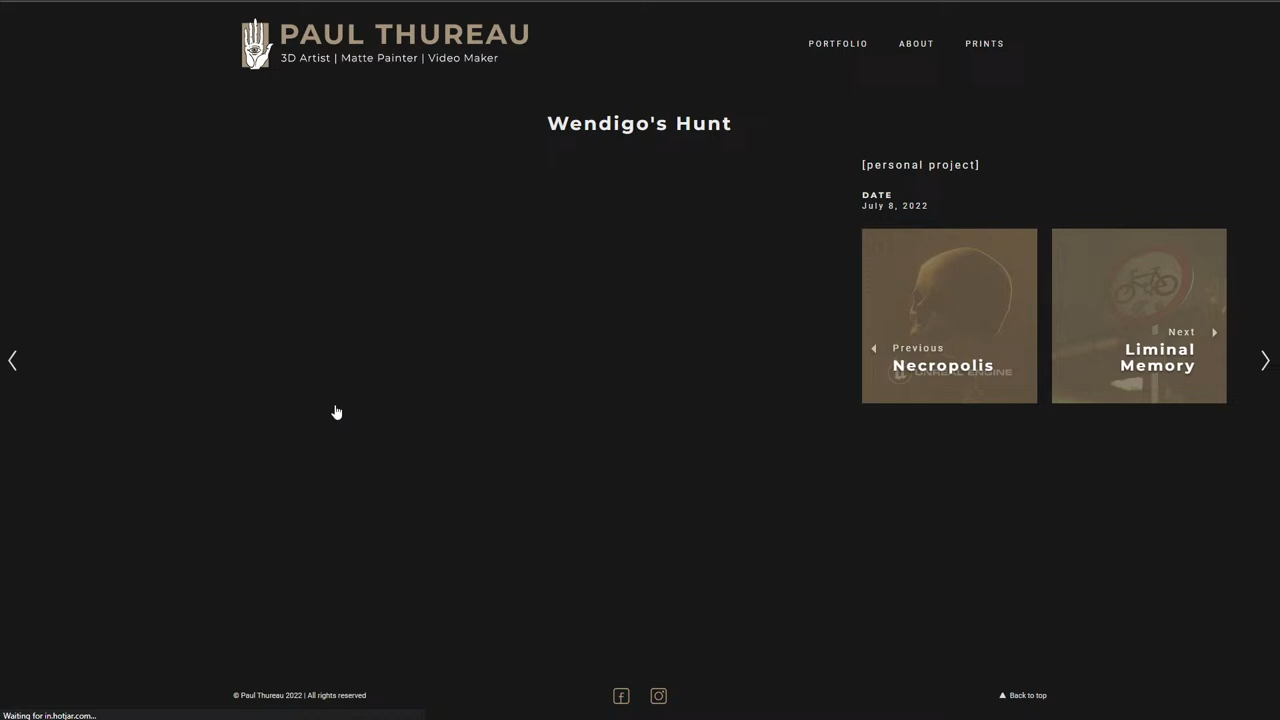 PAUL THUREAU
3D Artist | Matte Painter | Video Maker
PORTFOLIO ABOUT PRINTS
Wendigo's Hunt
[personal project]
DATE
July 8, 2022
Previous
Necropolis
UNREAL ENGINE
Next
Liminal
Memory
© Paul Thureau 2022 | All rights reserved
Back to top
Waiting for in.hotjar.com...